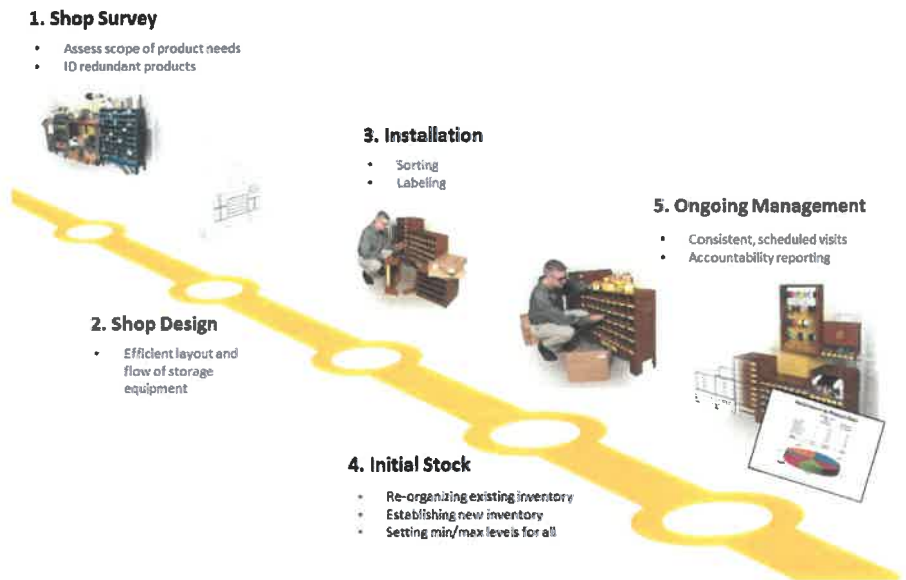 1. Shop Survey
• Assess scope of product needs
• ID redundant products
3. Installation
• Sorting
• Labeling
5. Ongoing Management
• Consistent, scheduled visits
• Accountability reporting
2. Shop Design
• Efficient layout and
flow of storage
equipment
4. Initial Stock
• Re-organizing existing inventory
• Establishing new inventory
• Setting min/max levels for all